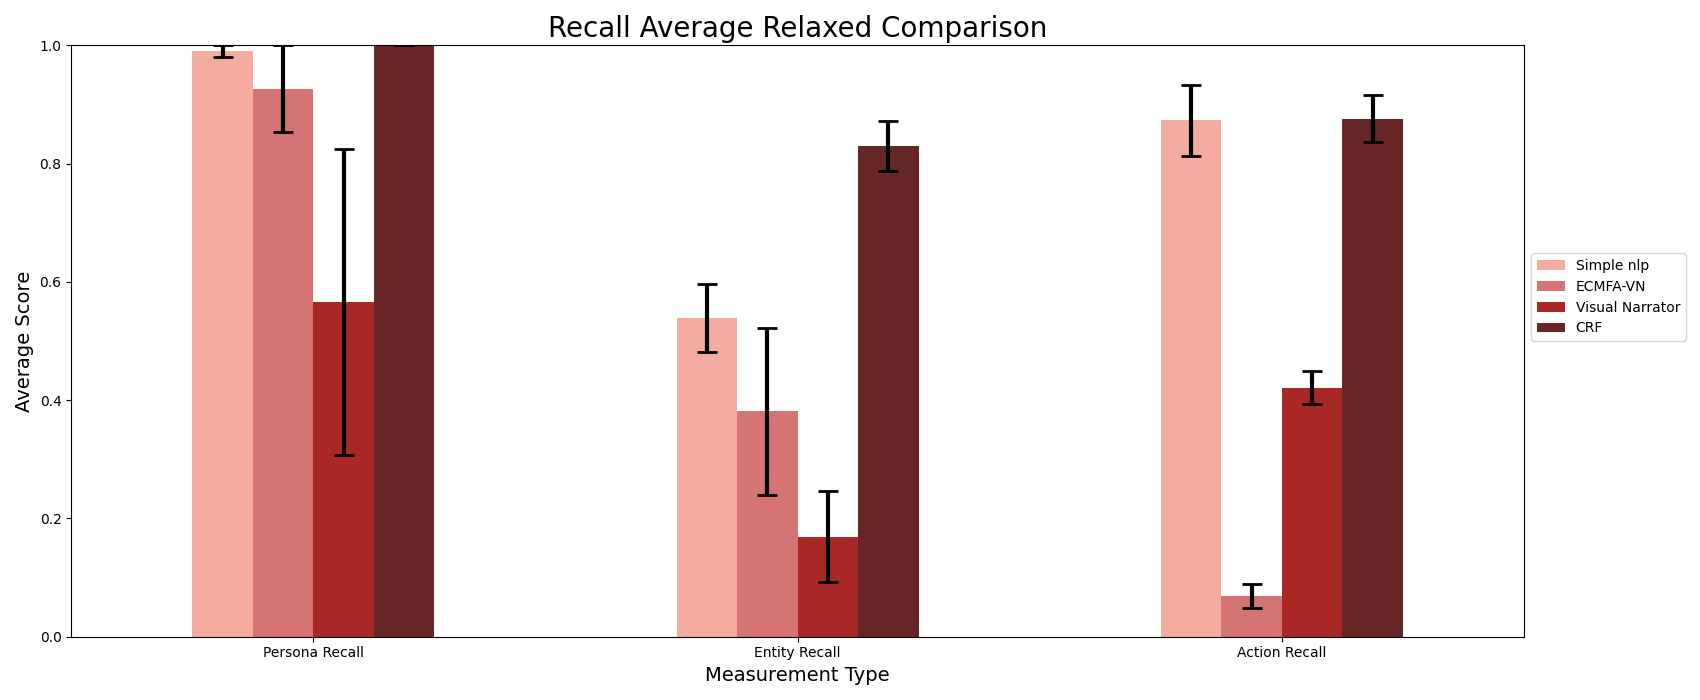 Recall Average Relaxed Comparison
1.0
0.8
0.6
0.4
0.2
0.0
Average Score
Persona Recall
Entity Recall
Action Recall
Measurement Type
Simple nlp
ECMFA-VN
Visual Narrator
CRF